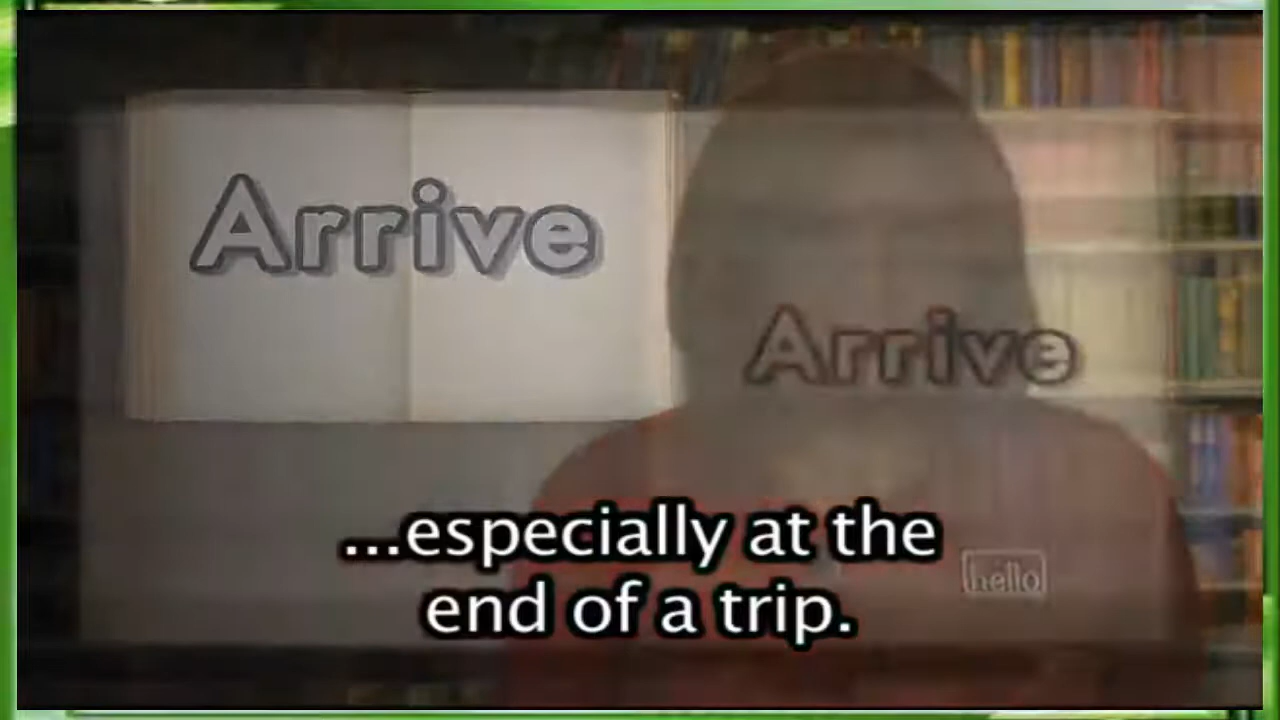 Arrive
Arrive
...especially at the
hello
end of a trip.